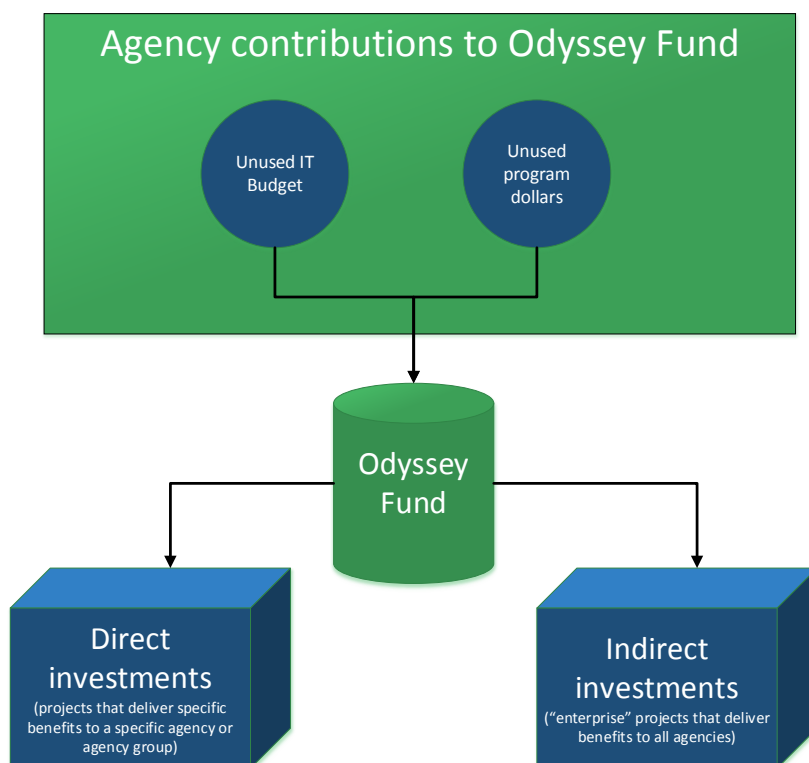 Agency contributions to Odyssey Fund
Unused IT
Budget
Unused
program
dollars
Odyssey
Fund
Direct
investments
(projects that deliver specific
benefits to a specific agency or
agency group)
Indirect
investments
(“enterprise” projects that deliver
benefits to all agencies)